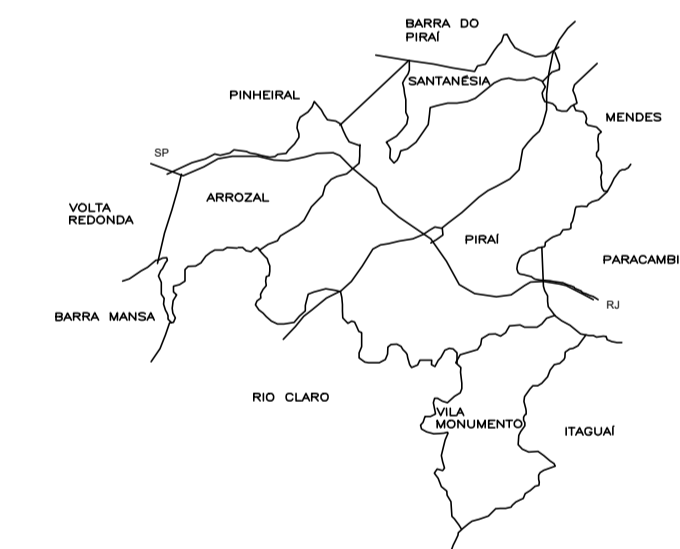 BARRA DO
PIRAÍ
SANTANÉSIA
PINHEIRAL
MENDES
SP
ARROZAL
VOLTA
REDONDA
PIRAÍ
PARACAMBI
RJ
BARRA MANSA
RIO CLARO
VILA
MONUMENTO
ITAGUAÍ